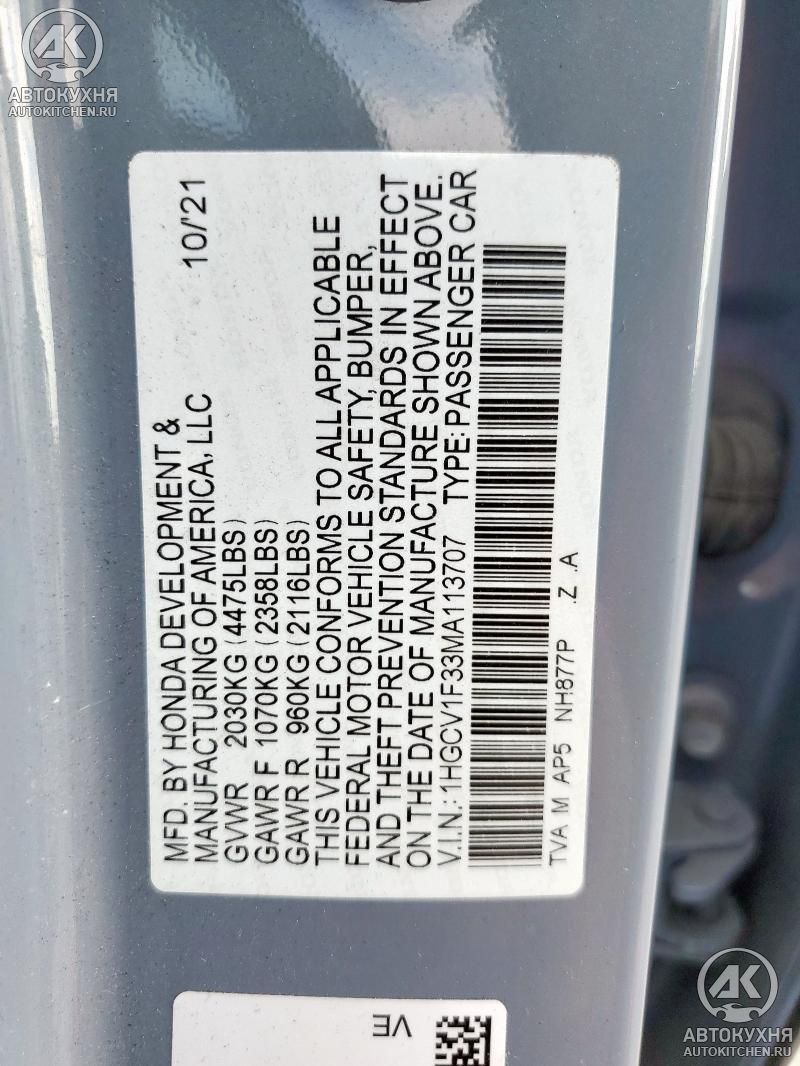 AK
АВТОКУХНЯ
AUTOKITCHEN.RU
10/'21
MFD. BY HONDA DEVELOPMENT &
MANUFACTURING OF AMERICA, LLC
GVWR 2030KG (4475LBS)
GAWR F 1070KG (2358LBS)
GAWR R 960KG (2116LBS)
THIS VEHICLE CONFORMS TO ALL APPLICABLE
FEDERAL MOTOR VEHICLE SAFETY, BUMPER,
AND THEFT PREVENTION STANDARDS IN EFFECT
ON THE DATE OF MANUFACTURE SHOWN ABOVE.
V.I.N.: 1HGCV1F33MA113707 TYPE: PASSENGER CAR
TVA M AP5 NH877P .Z .A
VE
AK
АВТОКУХНЯ
AUTOKITCHEN.RU